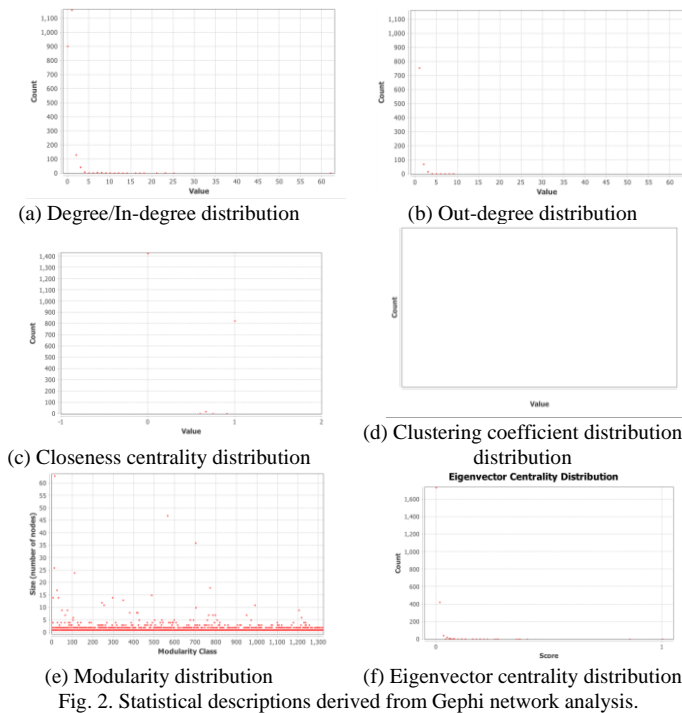 1,100
1,000
900
800
700
600
500
400
300
200
100
0
Count
0 5 10 15 20 25 30 35 40 45 50 55 60
Value
(a) Degree/In-degree distribution
1,100
1,000
900
800
700
600
500
400
300
200
100
0
Count
0 5 10 15 20 25 30 35 40 45 50 55 60
Value
(b) Out-degree distribution
1,400
1,300
1,200
1,100
1,000
900
800
700
600
500
400
300
200
100
0
Count
-1 0 1 2
Value
(c) Closeness centrality distribution
Count
Value
(d) Clustering coefficient distribution
distribution
60
55
50
45
40
35
30
25
20
15
10
5
0
Size (number of nodes)
0 100 200 300 400 500 600 700 800 900 1,000 1,100 1,200 1,300
Modularity Class
(e) Modularity distribution
Eigenvector Centrality Distribution
1,600
1,400
1,200
1,000
800
600
400
200
0
Count
0 1
Score
(f) Eigenvector centrality distribution
Fig. 2. Statistical descriptions derived from Gephi network analysis.